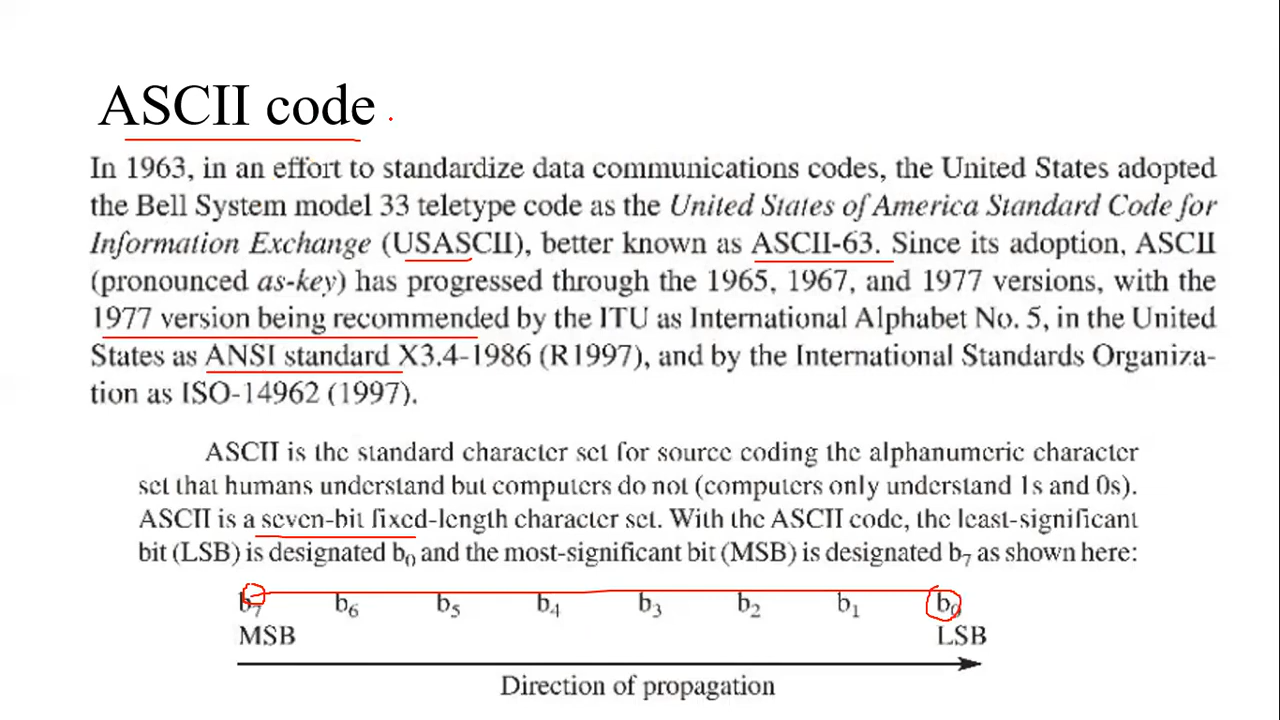 ASCII code
In 1963, in an effort to standardize data communications codes, the United States adopted
the Bell System model 33 teletype code as the United States of America Standard Code for
Information Exchange (USASCII), better known as ASCII-63. Since its adoption, ASCII
(pronounced as-key) has progressed through the 1965, 1967, and 1977 versions, with the
1977 version being recommended by the ITU as International Alphabet No. 5, in the United
States as ANSI standard X3.4-1986 (R1997), and by the International Standards Organiza-
tion as ISO-14962 (1997).
ASCII is the standard character set for source coding the alphanumeric character
set that humans understand but computers do not (computers only understand 1s and 0s).
ASCII is a seven-bit fixed-length character set. With the ASCII code, the least-significant
bit (LSB) is designated b₀ and the most-significant bit (MSB) is designated b₇ as shown here:
b₇ b₆ b₅ b₄ b₃ b₂ b₁ b₀
MSB LSB
Direction of propagation